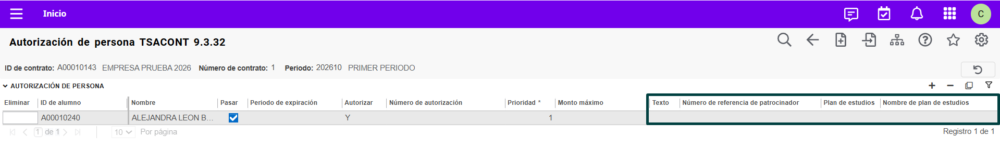 Inicio
C
Autorización de persona TSACONT 9.3.32
ID de contrato: A00010143 EMPRESA PRUEBA 2026 Número de contrato: 1 Periodo: 202610 PRIMER PERIODO
AUTORIZACIÓN DE PERSONA
Eliminar ID de alumno Nombre Pasar Periodo de expiración Autorizar Número de autorización Prioridad * Monto máximo Texto Número de referencia de patrocinador Plan de estudios Nombre de plan de estudios
A00010240 ALEJANDRA LEON B... Y 1
1 de 1 10 Por página Registro 1 de 1